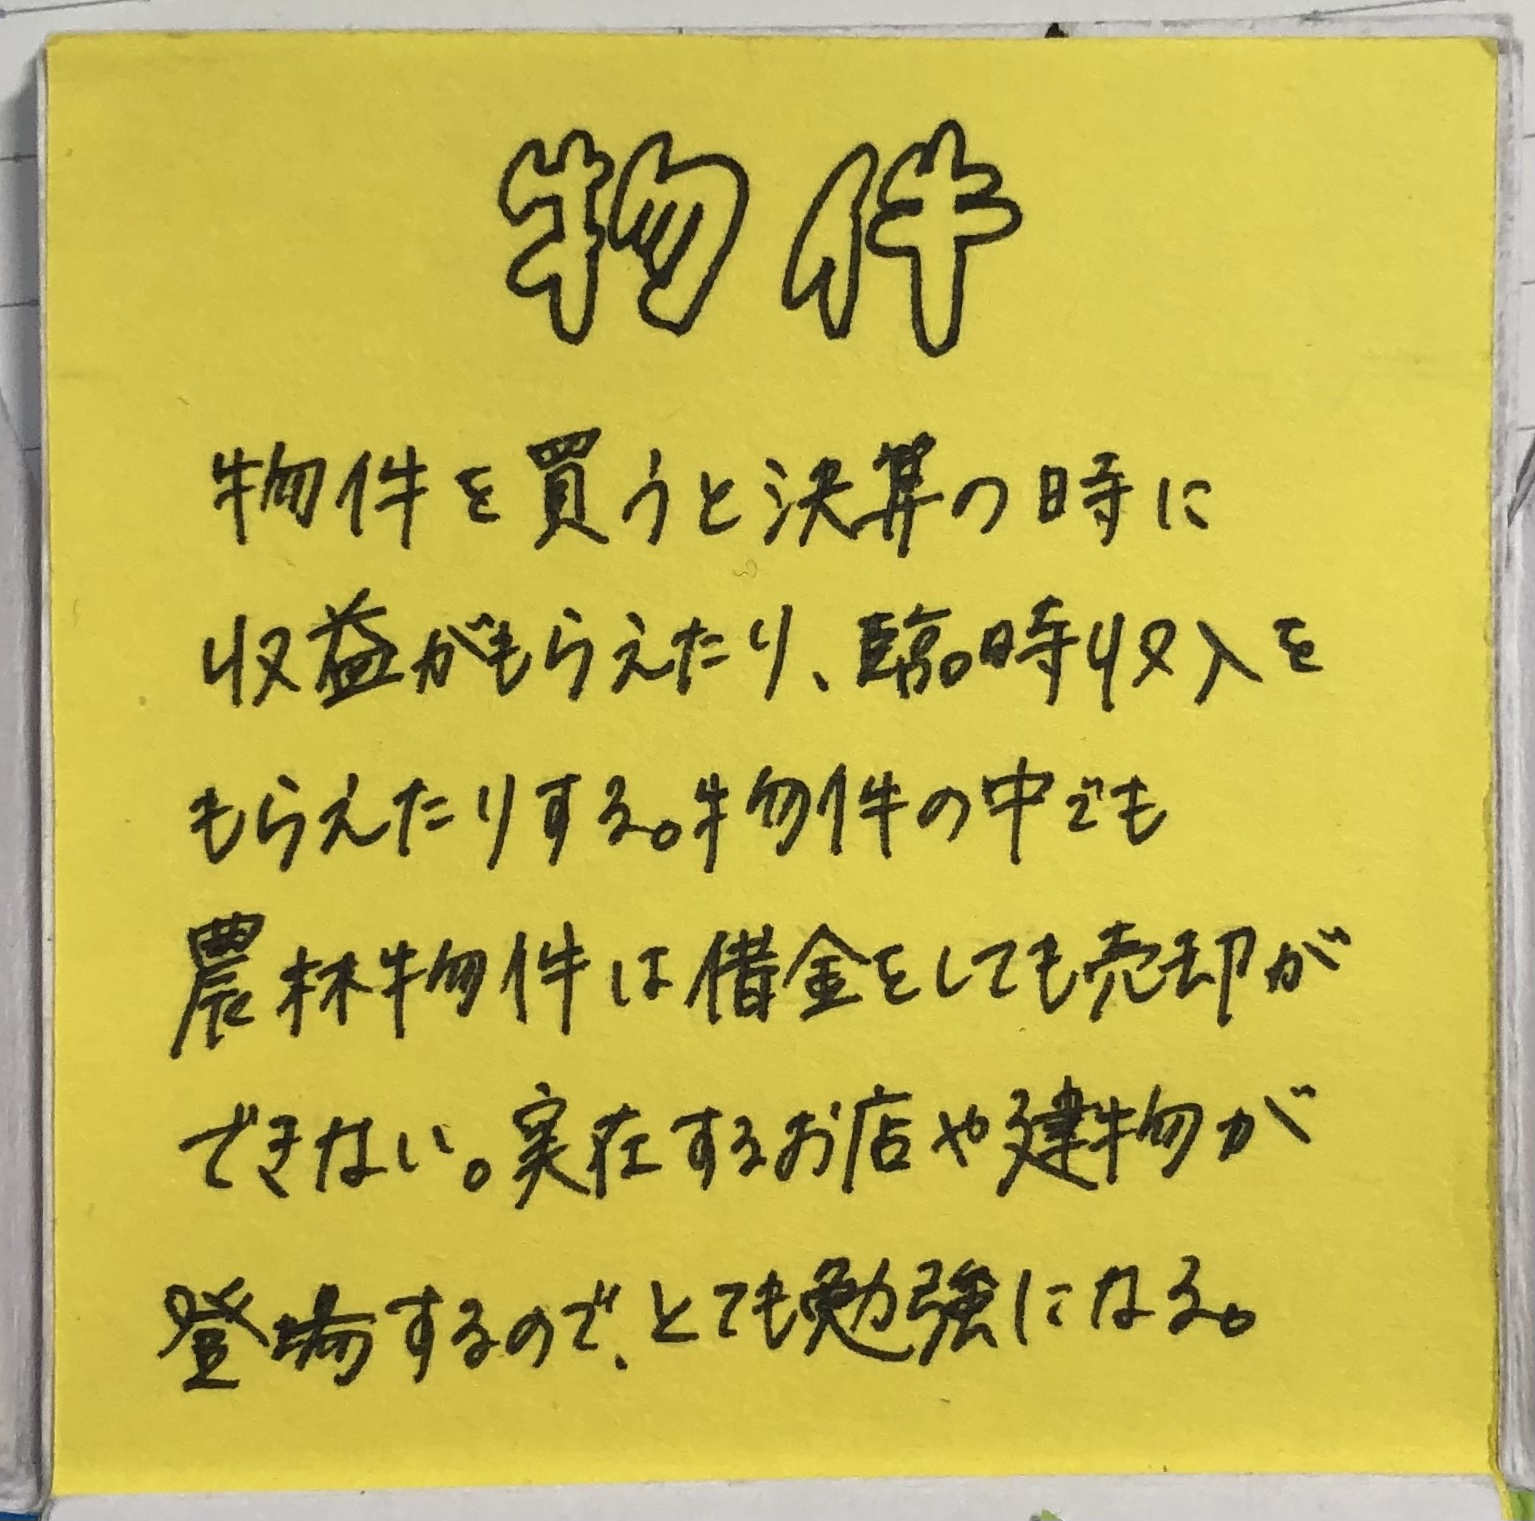 物件
物件を買うと決算の時に
収益がもらえたり、臨時収入を
もらえたりする。物件の中でも
農林物件は借金をしても売却が
できない。実在するお店や建物が
登場するので、とても勉強になる。